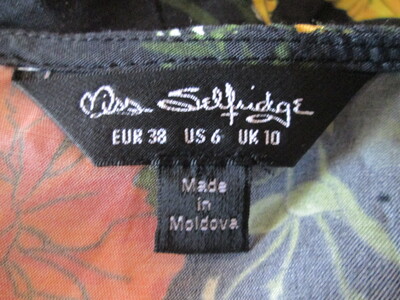 Miss Selfridge
EUR 38 US 6 UK 10
Made
in
Moldova